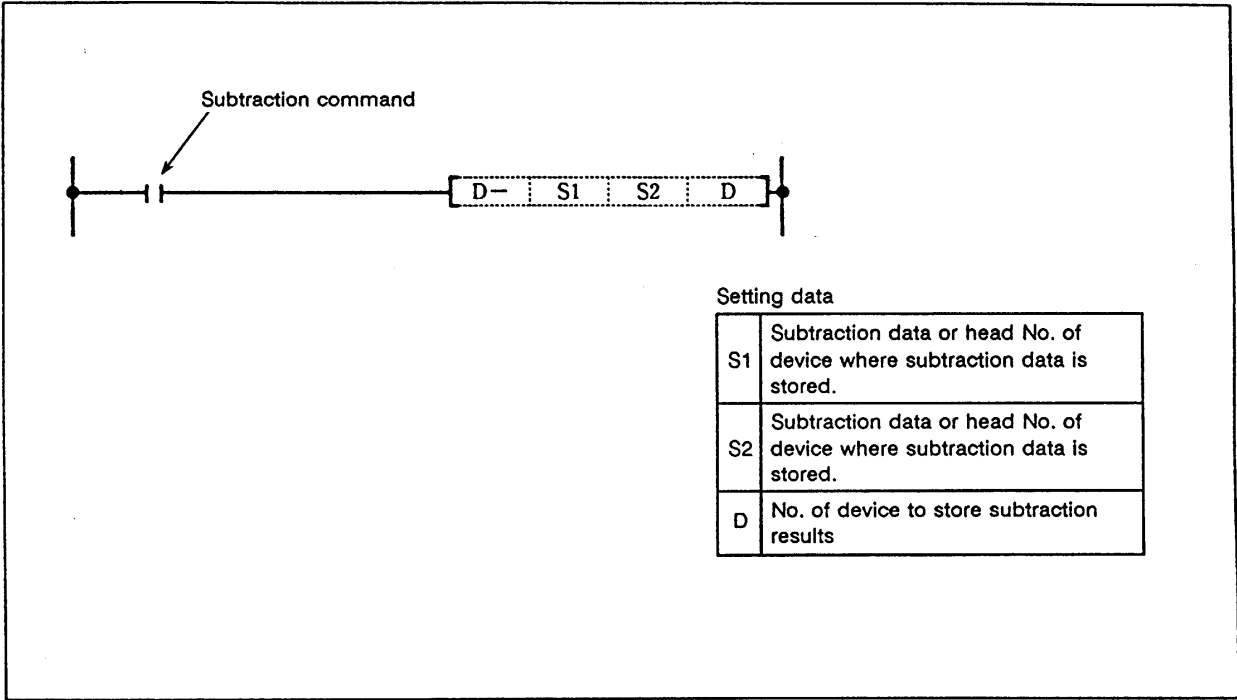 Subtraction command
D− S1 S2 D
Setting data
S1 Subtraction data or head No. of
device where subtraction data is
stored.
S2 Subtraction data or head No. of
device where subtraction data is
stored.
D No. of device to store subtraction
results